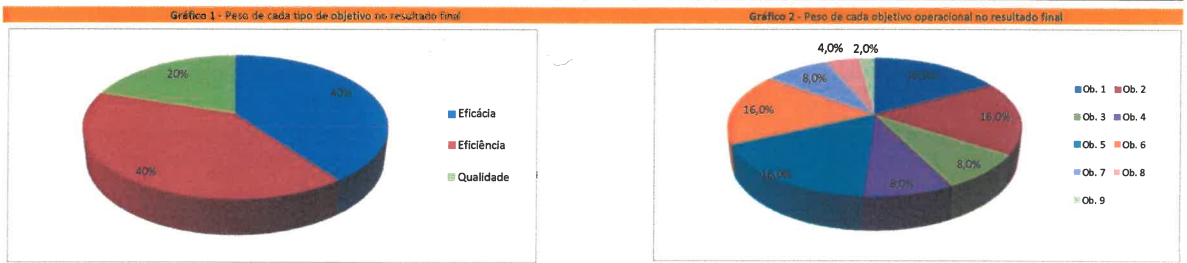 Gráfico 1 - Peso de cada tipo de objetivo no resultado final
20%
40%
40%
Eficácia
Eficiência
Qualidade
Gráfico 2 - Peso de cada objetivo operacional no resultado final
4,0% 2,0%
8,0%
16,0%
16,0%
16,0%
8,0%
16,0%
8,0%
Ob. 1 Ob. 2
Ob. 3 Ob. 4
Ob. 5 Ob. 6
Ob. 7 Ob. 8
Ob. 9